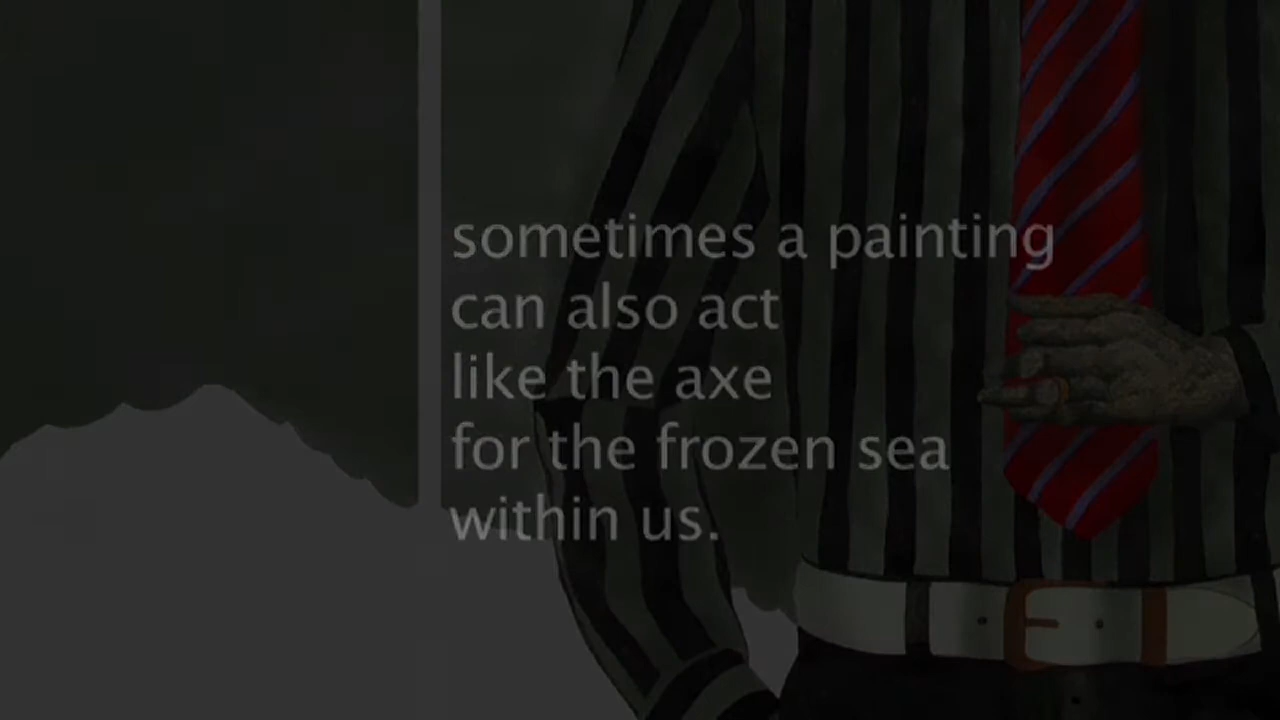 sometimes a painting
can also act
like the axe
for the frozen sea
within us.